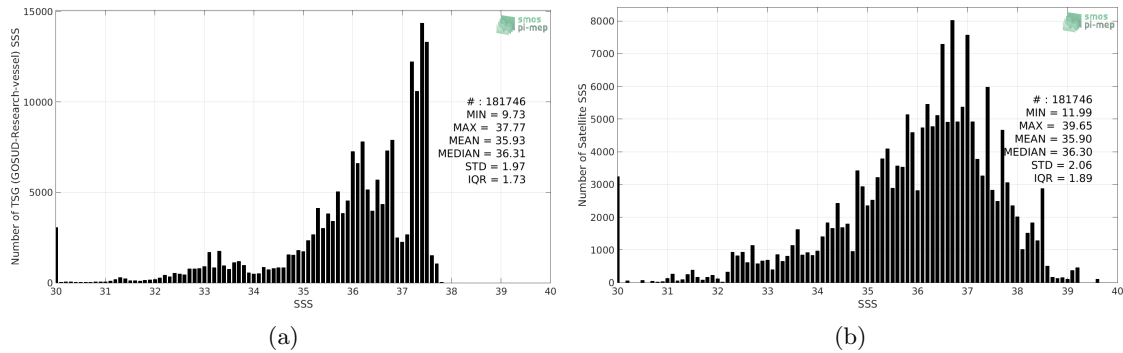 15000
10000
5000
0
30
31
32
33
34
35
36
37
38
39
40
SSS
Number of TSG (GOSUD-Research-vessel) SSS
smos
pi-mep
# : 181746
MIN = 9.73
MAX = 37.77
MEAN = 35.93
MEDIAN = 36.31
STD = 1.97
IQR = 1.73
(a)
8000
7000
6000
5000
4000
3000
2000
1000
0
30
31
32
33
34
35
36
37
38
39
40
SSS
Number of Satellite SSS
smos
pi-mep
# : 181746
MIN = 11.99
MAX = 39.65
MEAN = 35.90
MEDIAN = 36.30
STD = 2.06
IQR = 1.89
(b)